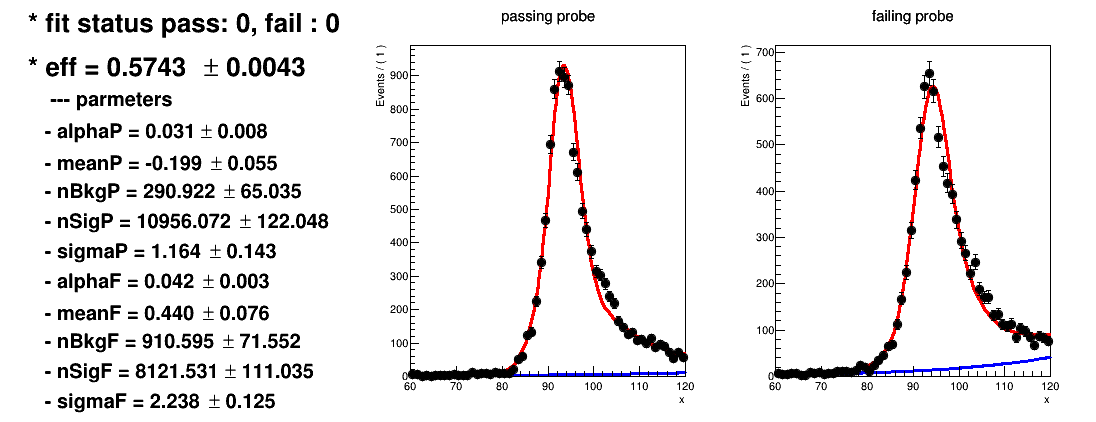 * fit status pass: 0, fail : 0
* eff = 0.5743 ± 0.0043
--- parmeters
- alphaP = 0.031 ± 0.008
- meanP = -0.199 ± 0.055
- nBkgP = 290.922 ± 65.035
- nSigP = 10956.072 ± 122.048
- sigmaP = 1.164 ± 0.143
- alphaF = 0.042 ± 0.003
- meanF = 0.440 ± 0.076
- nBkgF = 910.595 ± 71.552
- nSigF = 8121.531 ± 111.035
- sigmaF = 2.238 ± 0.125
passing probe
Events / ( 1 )
900
800
700
600
500
400
300
200
100
0
60 70 80 90 100 110 120
x
failing probe
Events / ( 1 )
700
600
500
400
300
200
100
0
60 70 80 90 100 110 120
x